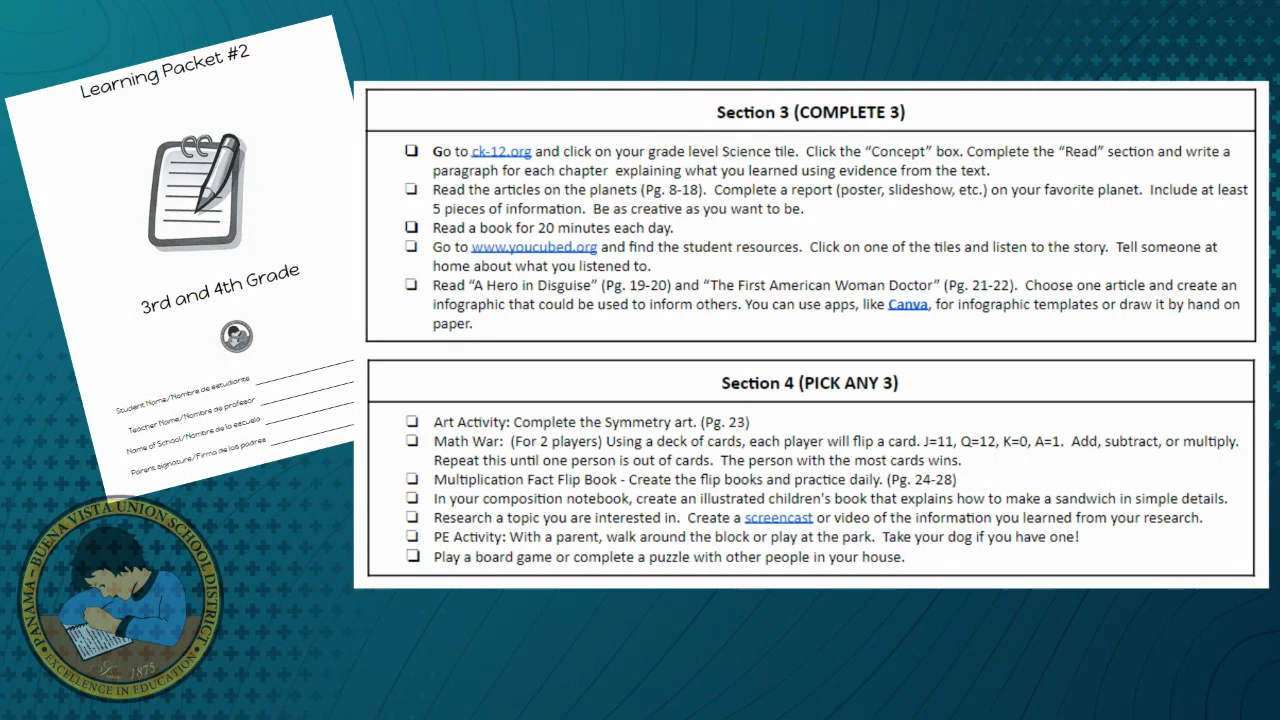 Learning Packet #2
3rd and 4th Grade
Student Name/Nombre de estudiante
Teacher Name/Nombre de profesor
Name of School/Nombre de la escuela
Parent signature/Firma de los padres
PANAMA – BUENA VISTA UNION SCHOOL DISTRICT
Since 1875
EXCELLENCE IN EDUCATION
Section 3 (COMPLETE 3)
Go to ck-12.org and click on your grade level Science tile.  Click the “Concept” box. Complete the “Read” section and write a
paragraph for each chapter  explaining what you learned using evidence from the text.
Read the articles on the planets (Pg. 8-18).  Complete a report (poster, slideshow, etc.) on your favorite planet.  Include at least
5 pieces of information.  Be as creative as you want to be.
Read a book for 20 minutes each day.
Go to www.youcubed.org and find the student resources.  Click on one of the tiles and listen to the story.  Tell someone at
home about what you listened to.
Read “A Hero in Disguise” (Pg. 19-20) and “The First American Woman Doctor” (Pg. 21-22).  Choose one article and create an
infographic that could be used to inform others. You can use apps, like Canva, for infographic templates or draw it by hand on
paper.
Section 4 (PICK ANY 3)
Art Activity: Complete the Symmetry art. (Pg. 23)
Math War:  (For 2 players) Using a deck of cards, each player will flip a card. J=11, Q=12, K=0, A=1.  Add, subtract, or multiply.
Repeat this until one person is out of cards.  The person with the most cards wins.
Multiplication Fact Flip Book - Create the flip books and practice daily. (Pg. 24-28)
In your composition notebook, create an illustrated children's book that explains how to make a sandwich in simple details.
Research a topic you are interested in.  Create a screencast or video of the information you learned from your research.
PE Activity: With a parent, walk around the block or play at the park.  Take your dog if you have one!
Play a board game or complete a puzzle with other people in your house.